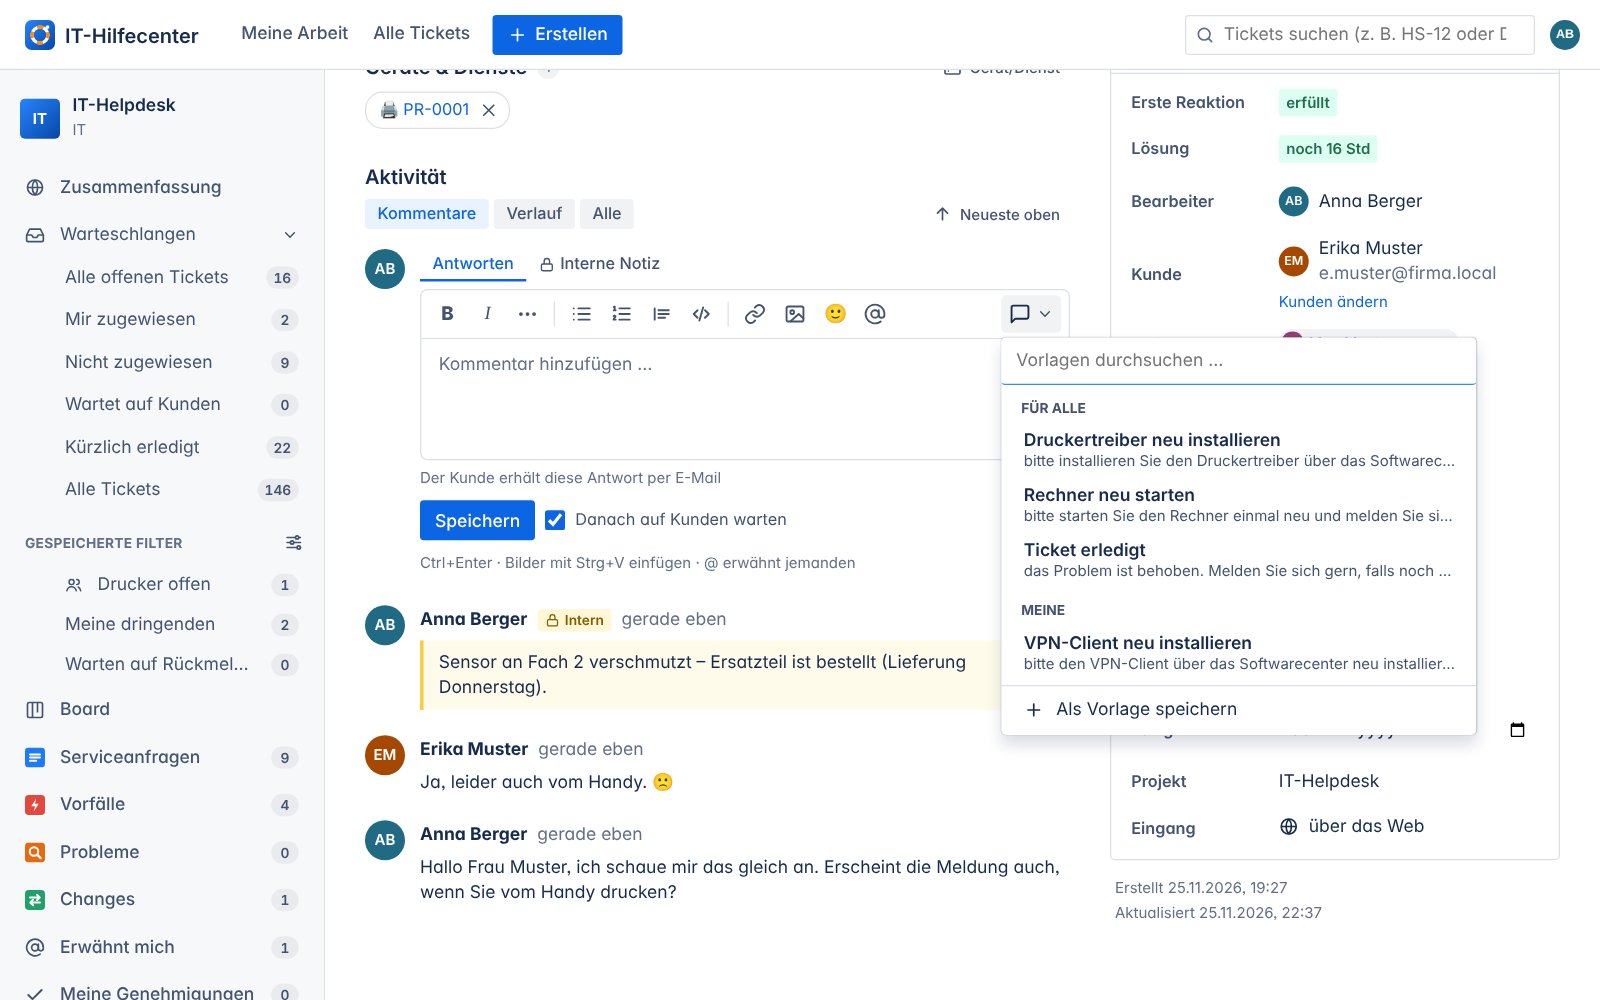 IT-Hilfecenter
Meine Arbeit
Alle Tickets
Erstellen
Tickets suchen (z. B. HS-12 oder D
AB
IT
IT-Helpdesk
IT
Zusammenfassung
Warteschlangen
Alle offenen Tickets 16
Mir zugewiesen 2
Nicht zugewiesen 9
Wartet auf Kunden 0
Kürzlich erledigt 22
Alle Tickets 146
GESPEICHERTE FILTER
Drucker offen 1
Meine dringenden 2
Warten auf Rückmel... 0
Board
Serviceanfragen 9
Vorfälle 4
Probleme 0
Changes 1
Erwähnt mich 1
Meine Genehmigungen 0
Geräte & Dienste
Gerät/Dienst
PR-0001
Aktivität
Kommentare
Verlauf
Alle
Neueste oben
AB
Antworten
Interne Notiz
B I
Kommentar hinzufügen ...
Der Kunde erhält diese Antwort per E-Mail
Speichern
Danach auf Kunden warten
Ctrl+Enter · Bilder mit Strg+V einfügen · @ erwähnt jemanden
AB
Anna Berger Intern gerade eben
Sensor an Fach 2 verschmutzt – Ersatzteil ist bestellt (Lieferung
Donnerstag).
EM
Erika Muster gerade eben
Ja, leider auch vom Handy.
AB
Anna Berger gerade eben
Hallo Frau Muster, ich schaue mir das gleich an. Erscheint die Meldung auch,
wenn Sie vom Handy drucken?
Vorlagen durchsuchen ...
FÜR ALLE
Druckertreiber neu installieren
bitte installieren Sie den Druckertreiber über das Softwarec...
Rechner neu starten
bitte starten Sie den Rechner einmal neu und melden Sie si...
Ticket erledigt
das Problem ist behoben. Melden Sie sich gern, falls noch ...
MEINE
VPN-Client neu installieren
bitte den VPN-Client über das Softwarecenter neu installier...
Als Vorlage speichern
Erste Reaktion erfüllt
Lösung noch 16 Std
Bearbeiter AB Anna Berger
Kunde EM Erika Muster
e.muster@firma.local
Kunden ändern
Projekt IT-Helpdesk
Eingang über das Web
Erstellt 25.11.2026, 19:27
Aktualisiert 25.11.2026, 22:37